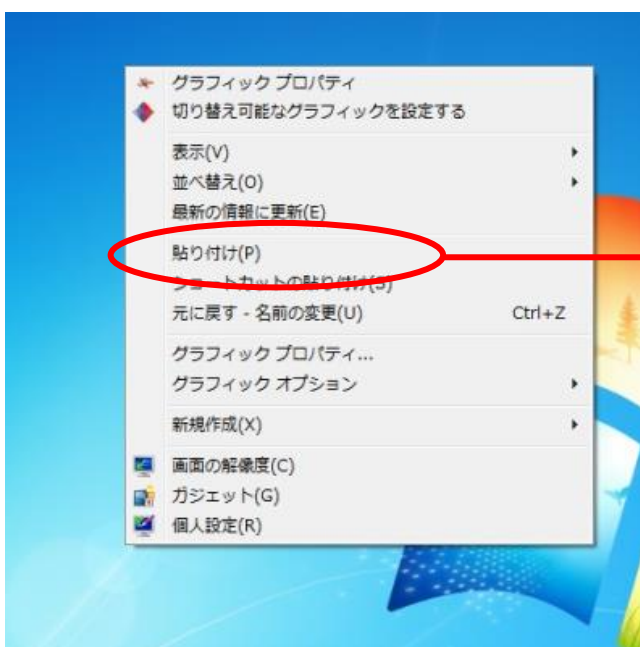 グラフィック プロパティ
切り替え可能なグラフィックを設定する
表示(V)
並べ替え(O)
最新の情報に更新(E)
貼り付け(P)
ショートカットの貼り付け(S)
元に戻す - 名前の変更(U) Ctrl+Z
グラフィック プロパティ...
グラフィック オプション
新規作成(X)
画面の解像度(C)
ガジェット(G)
個人設定(R)